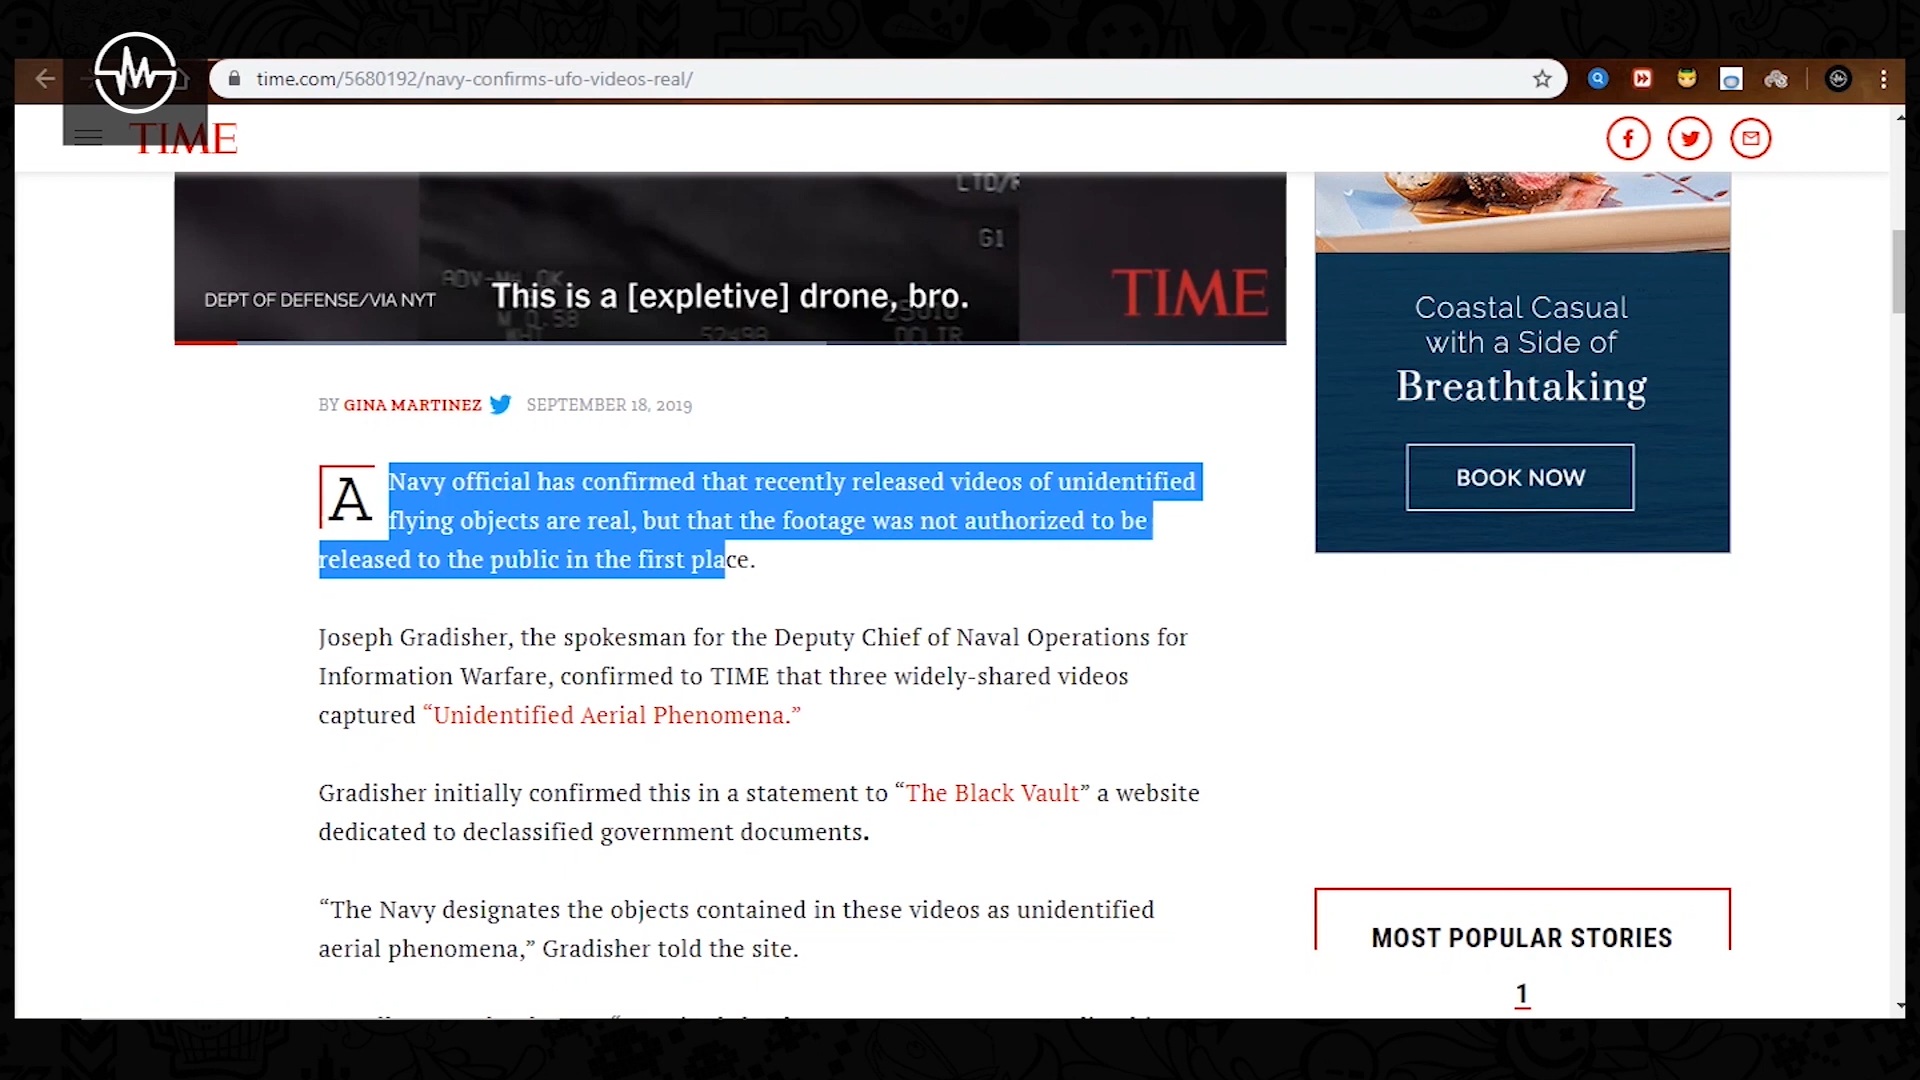 time.com/5680192/navy-confirms-ufo-videos-real/
TIME
LTD/R
G1
DEPT OF DEFENSE/VIA NYT
This is a [expletive] drone, bro.
TIME
BY GINA MARTINEZ SEPTEMBER 18, 2019
A Navy official has confirmed that recently released videos of unidentified
flying objects are real, but that the footage was not authorized to be
released to the public in the first place.
Joseph Gradisher, the spokesman for the Deputy Chief of Naval Operations for
Information Warfare, confirmed to TIME that three widely-shared videos
captured “Unidentified Aerial Phenomena.”
Gradisher initially confirmed this in a statement to “The Black Vault” a website
dedicated to declassified government documents.
“The Navy designates the objects contained in these videos as unidentified
aerial phenomena,” Gradisher told the site.
Coastal Casual
with a Side of
Breathtaking
BOOK NOW
MOST POPULAR STORIES
1